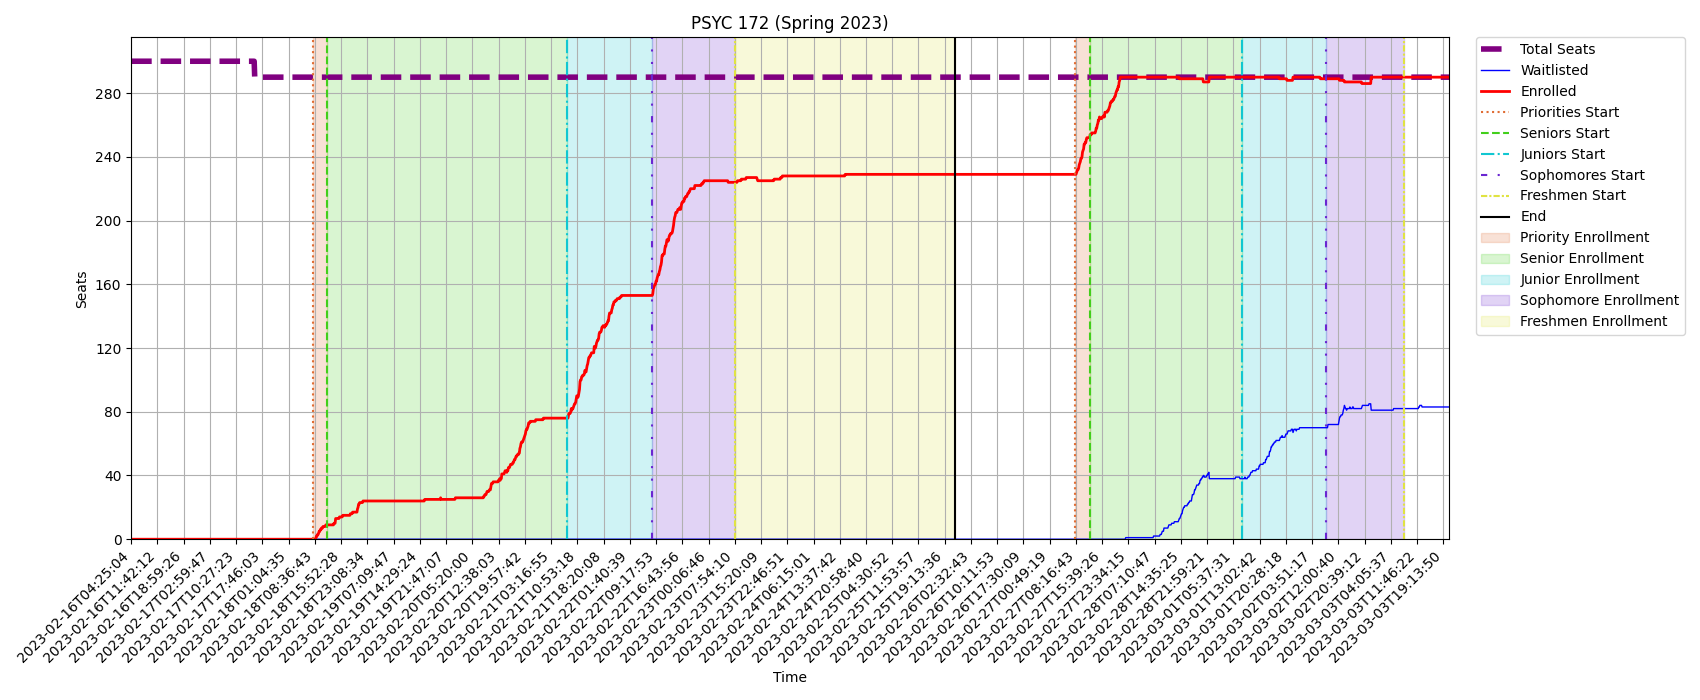 PSYC 172 (Spring 2023)
Seats
280
240
200
160
120
80
40
0
2023-02-16T04:25:04
2023-02-16T11:42:12
2023-02-16T18:59:26
2023-02-17T02:59:47
2023-02-17T10:27:23
2023-02-17T17:46:03
2023-02-18T01:04:35
2023-02-18T08:36:43
2023-02-18T15:52:28
2023-02-18T23:08:34
2023-02-19T07:09:47
2023-02-19T14:29:24
2023-02-19T21:47:07
2023-02-20T05:20:00
2023-02-20T12:38:03
2023-02-20T19:57:42
2023-02-21T03:16:55
2023-02-21T10:53:18
2023-02-21T18:20:08
2023-02-22T01:40:39
2023-02-22T09:17:53
2023-02-22T16:43:56
2023-02-23T00:06:46
2023-02-23T07:54:10
2023-02-23T15:20:09
2023-02-23T22:46:51
2023-02-24T06:15:01
2023-02-24T13:37:42
2023-02-24T20:58:40
2023-02-25T04:30:52
2023-02-25T11:53:57
2023-02-25T19:13:36
2023-02-26T02:32:43
2023-02-26T10:11:53
2023-02-26T17:30:09
2023-02-27T00:49:19
2023-02-27T08:16:43
2023-02-27T15:39:26
2023-02-27T23:34:15
2023-02-28T07:10:47
2023-02-28T14:35:25
2023-02-28T21:59:21
2023-03-01T05:37:31
2023-03-01T13:02:42
2023-03-01T20:28:18
2023-03-02T03:51:17
2023-03-02T12:00:40
2023-03-02T20:39:12
2023-03-03T04:05:37
2023-03-03T11:46:22
2023-03-03T19:13:50
Time
Total Seats
Waitlisted
Enrolled
Priorities Start
Seniors Start
Juniors Start
Sophomores Start
Freshmen Start
End
Priority Enrollment
Senior Enrollment
Junior Enrollment
Sophomore Enrollment
Freshmen Enrollment